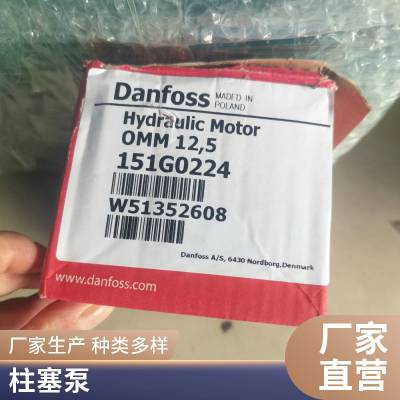 Danfoss
MADE IN
POLAND
Hydraulic Motor
OMM 12,5
151G0224
W51352608
Danfoss A/S, 6430 Nordborg,Denmark
www.danfoss.com
厂家生产 种类多样
柱塞泵
厂家
直营